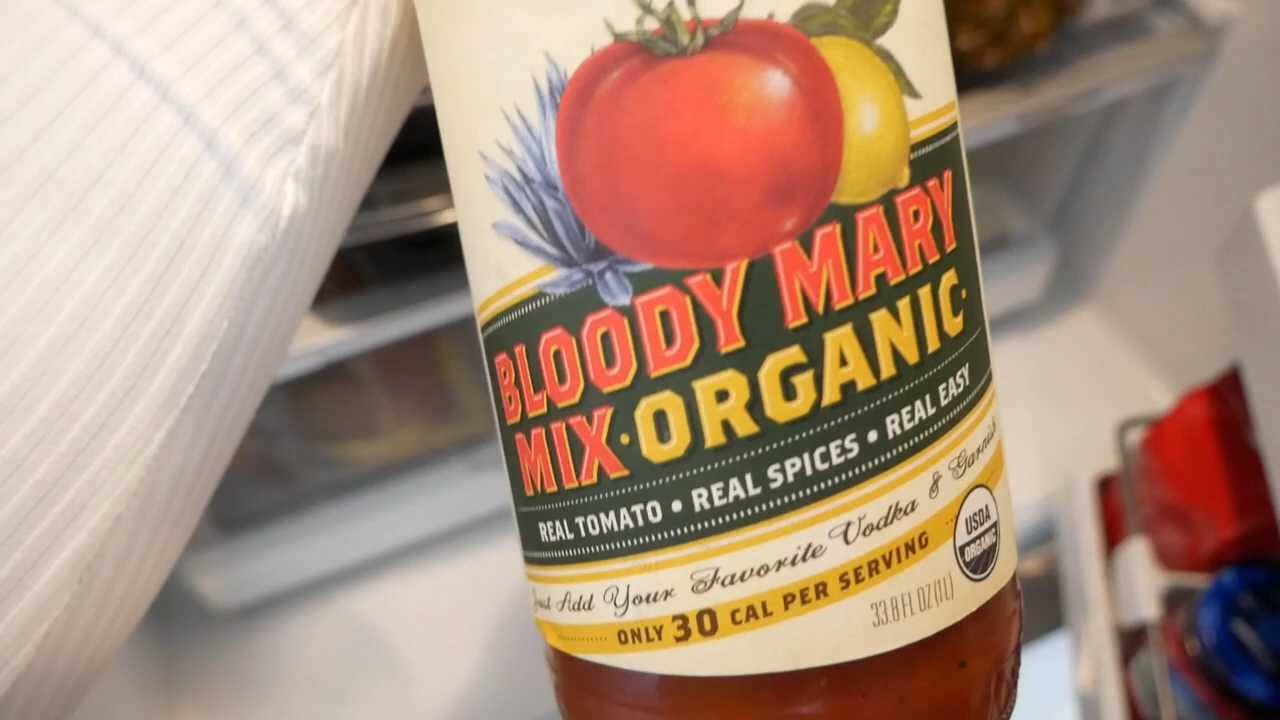 BLOODY MARY
MIX·ORGANIC·
REAL TOMATO • REAL SPICES • REAL EASY
Just Add Your Favorite Vodka & Garnish
ONLY 30 CAL PER SERVING
USDA
ORGANIC
33.8 FL OZ (1L)